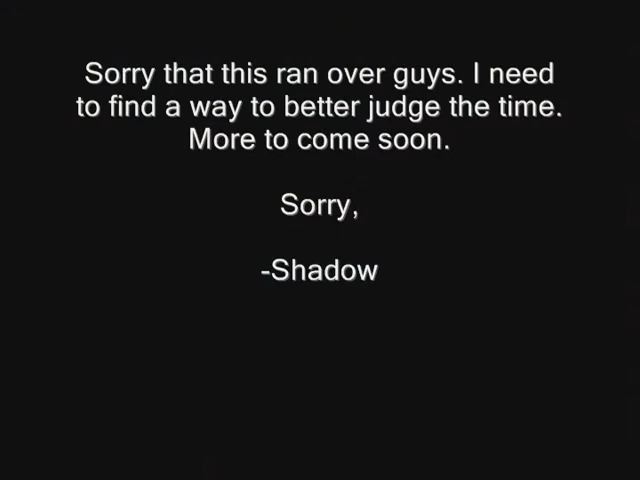 Sorry that this ran over guys. I need
to find a way to better judge the time.
More to come soon.
Sorry,
-Shadow